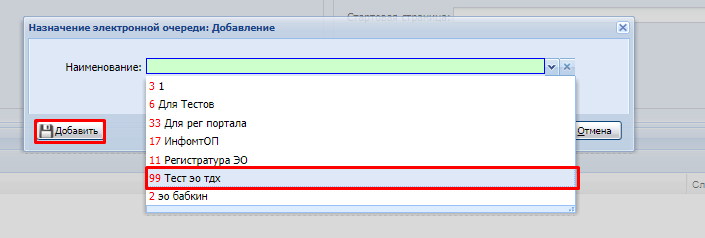 Стартовая страница:
Назначение электронной очереди: Добавление
Наименование:
3 1
6 Для Тестов
33 Для рег портала
17 ИнфомтОП
11 Регистратура ЭО
99 Тест эо тдх
2 эо бабкин
Добавить
Отмена
Сл